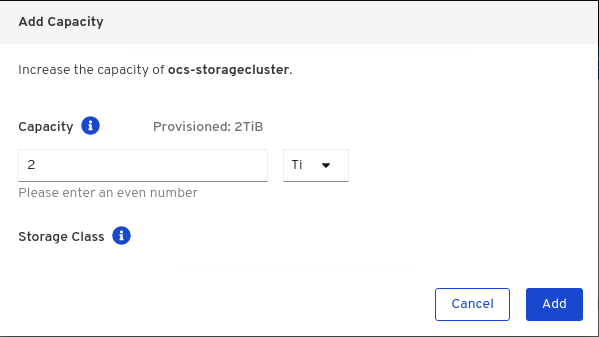 Add Capacity
Increase the capacity of ocs-storagecluster.
Capacity i Provisioned: 2TiB
2 Ti
Please enter an even number
Storage Class i
Cancel Add